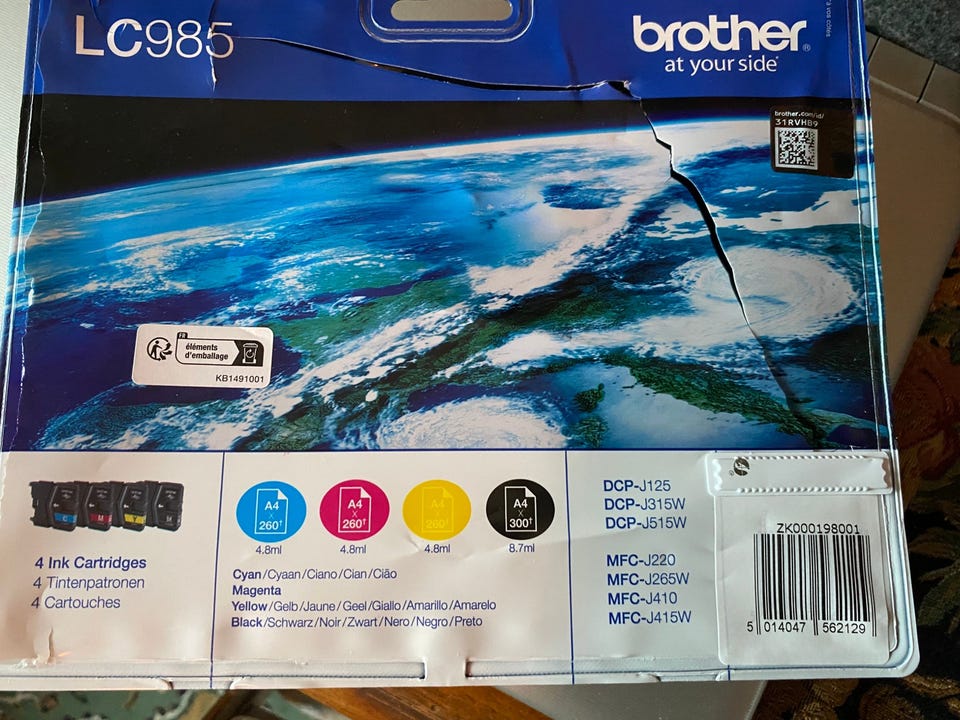 LC985
brother®
at your side
à vos côtés
brother.com/id/
31RVHB9
FR
éléments
d'emballage
KB1491001
4 Ink Cartridges
4 Tintenpatronen
4 Cartouches
A4
x
260†
4.8ml
A4
x
260†
4.8ml
A4
x
260†
4.8ml
A4
x
300†
8.7ml
Cyan/Cyaan/Ciano/Cian/Cião
Magenta
Yellow/Gelb/Jaune/Geel/Giallo/Amarillo/Amarelo
Black/Schwarz/Noir/Zwart/Nero/Negro/Preto
DCP-J125
DCP-J315W
DCP-J515W
MFC-J220
MFC-J265W
MFC-J410
MFC-J415W
ZK000198001
5 014047 562129